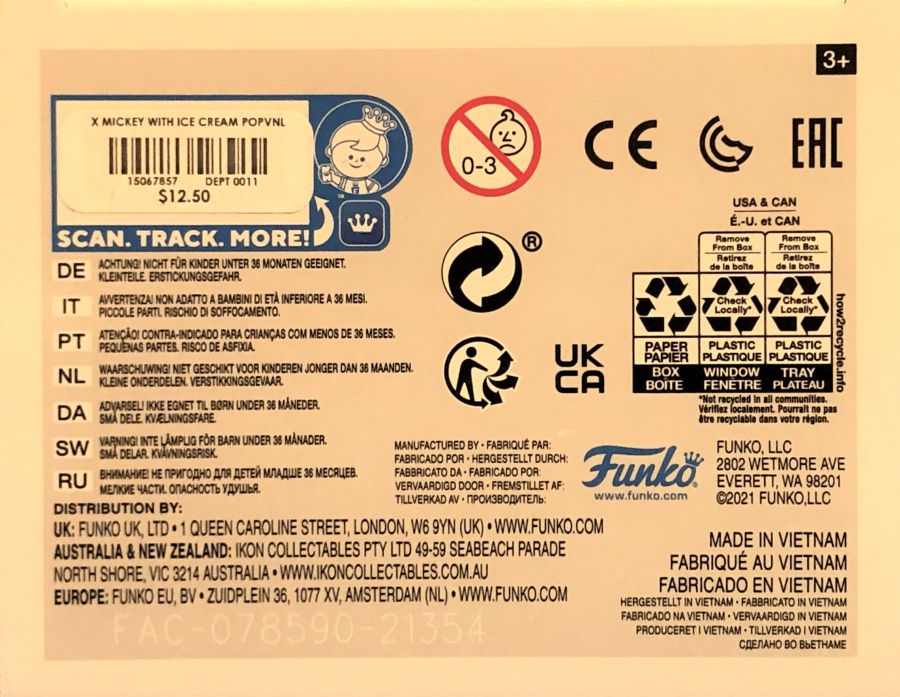 3+
X MICKEY WITH ICE CREAM POPVNL
15067857 DEPT 0011
$12.50
SCAN. TRACK. MORE!
0-3
CE
EAC
USA & CAN
É.-U. et CAN
Remove From Box
Retirez de la boîte
Remove From Box
Retirez de la boîte
Check Locally*
Check Locally*
PAPER PAPIER
PLASTIC PLASTIQUE
PLASTIC PLASTIQUE
BOX BOÎTE
WINDOW FENÊTRE
TRAY PLATEAU
how2recycle.info
*Not recycled in all communities.
Vérifiez localement. Pourrait ne pas
être recyclable dans votre région.
®
UK
CA
DE ACHTUNG! NICHT FÜR KINDER UNTER 36 MONATEN GEEIGNET.
KLEINTEILE. ERSTICKUNGSGEFAHR.
IT AVVERTENZA! NON ADATTO A BAMBINI DI ETÀ INFERIORE A 36 MESI.
PICCOLE PARTI. RISCHIO DI SOFFOCAMENTO.
PT ATENÇÃO! CONTRA-INDICADO PARA CRIANÇAS COM MENOS DE 36 MESES.
PEQUENAS PARTES. RISCO DE ASFIXIA.
NL WAARSCHUWING! NIET GESCHIKT VOOR KINDEREN JONGER DAN 36 MAANDEN.
KLEINE ONDERDELEN. VERSTIKKINGSGEVAAR.
DA ADVARSEL! IKKE EGNET TIL BØRN UNDER 36 MÅNEDER.
SMÅ DELE. KVÆLNINGSFARE.
SW VARNING! INTE LÄMPLIG FÖR BARN UNDER 36 MÅNADER.
SMÅ DELAR. KVÄVNINGSRISK.
RU ВНИМАНИЕ! НЕ ПРИГОДНО ДЛЯ ДЕТЕЙ МЛАДШЕ 36 МЕСЯЦЕВ.
МЕЛКИЕ ЧАСТИ. ОПАСНОСТЬ УДУШЬЯ.
MANUFACTURED BY • FABRIQUÉ PAR:
FABRICADO POR • HERGESTELLT DURCH:
FABBRICATO DA • FABRICADO POR:
VERVAARDIGD DOOR • FREMSTILLET AF:
TILLVERKAD AV • ПРОИЗВОДИТЕЛЬ:
Funko
www.funko.com
FUNKO, LLC
2802 WETMORE AVE
EVERETT, WA 98201
©2021 FUNKO,LLC
DISTRIBUTION BY:
UK: FUNKO UK, LTD • 1 QUEEN CAROLINE STREET, LONDON, W6 9YN (UK) • WWW.FUNKO.COM
AUSTRALIA & NEW ZEALAND: IKON COLLECTABLES PTY LTD 49-59 SEABEACH PARADE
NORTH SHORE, VIC 3214 AUSTRALIA • WWW.IKONCOLLECTABLES.COM.AU
EUROPE: FUNKO EU, BV • ZUIDPLEIN 36, 1077 XV, AMSTERDAM (NL) • WWW.FUNKO.COM
FAC-078590-21354
MADE IN VIETNAM
FABRIQUÉ AU VIETNAM
FABRICADO EN VIETNAM
HERGESTELLT IN VIETNAM • FABBRICATO IN VIETNAM
FABRICADO NA VIETNAM • VERVAARDIGD IN VIETNAM
PRODUCERET I VIETNAM • TILLVERKAD I VIETNAM
СДЕЛАНО ВО ВЬЕТНАМЕ